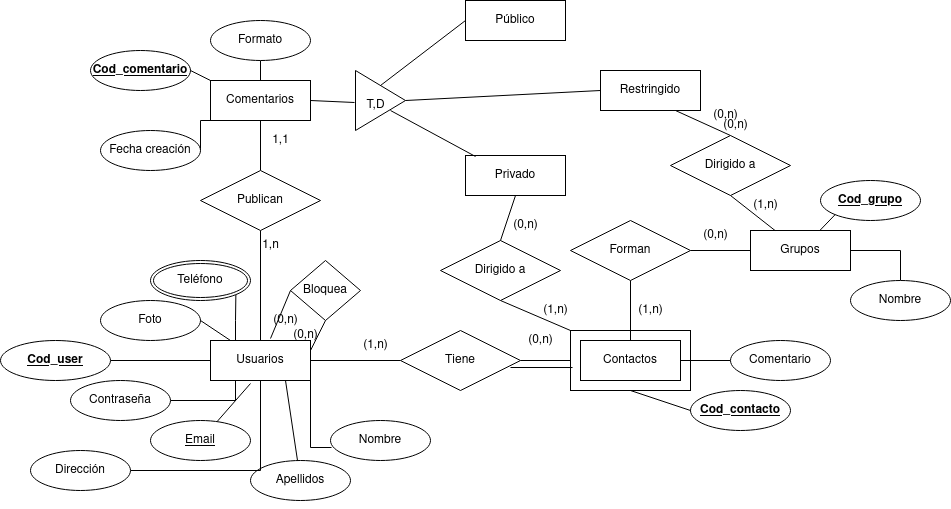 Público
Formato
Cod_comentario
Comentarios
T,D
Restringido
(0,n)
(0,n)
1,1
Fecha creación
Dirigido a
Privado
Publican
(1,n)
Cod_grupo
(0,n)
(0,n)
1,n
Forman
Grupos
Teléfono
Bloquea
Dirigido a
Nombre
Foto
(0,n)
(0,n)
(1,n)
(1,n)
(1,n)
(0,n)
Cod_user
Usuarios
Tiene
Contactos
Comentario
Contraseña
Cod_contacto
Email
Nombre
Dirección
Apellidos